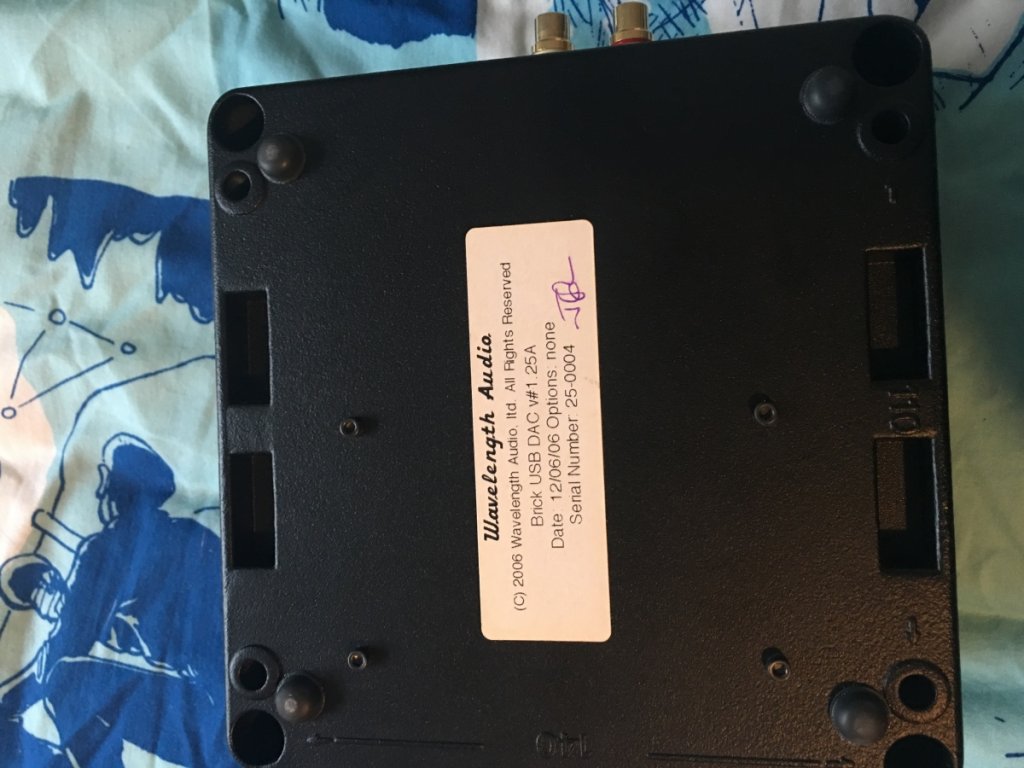 Wavelength Audio
(C) 2006 Wavelength Audio, ltd. All Rights Reserved
Brick USB DAC v#1.25A
Date: 12/06/06 Options: none
Serial Number: 25-0004